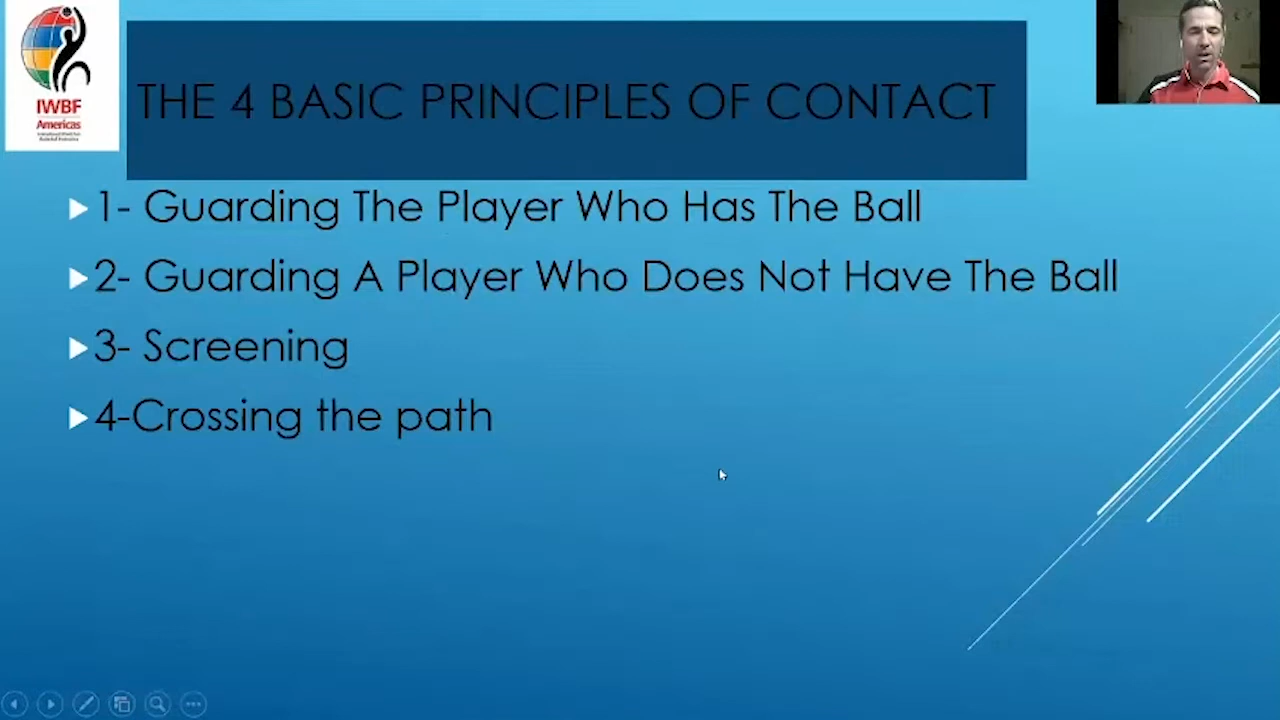 IWBF
Americas
THE 4 BASIC PRINCIPLES OF CONTACT
1- Guarding The Player Who Has The Ball
2- Guarding A Player Who Does Not Have The Ball
3- Screening
4-Crossing the path